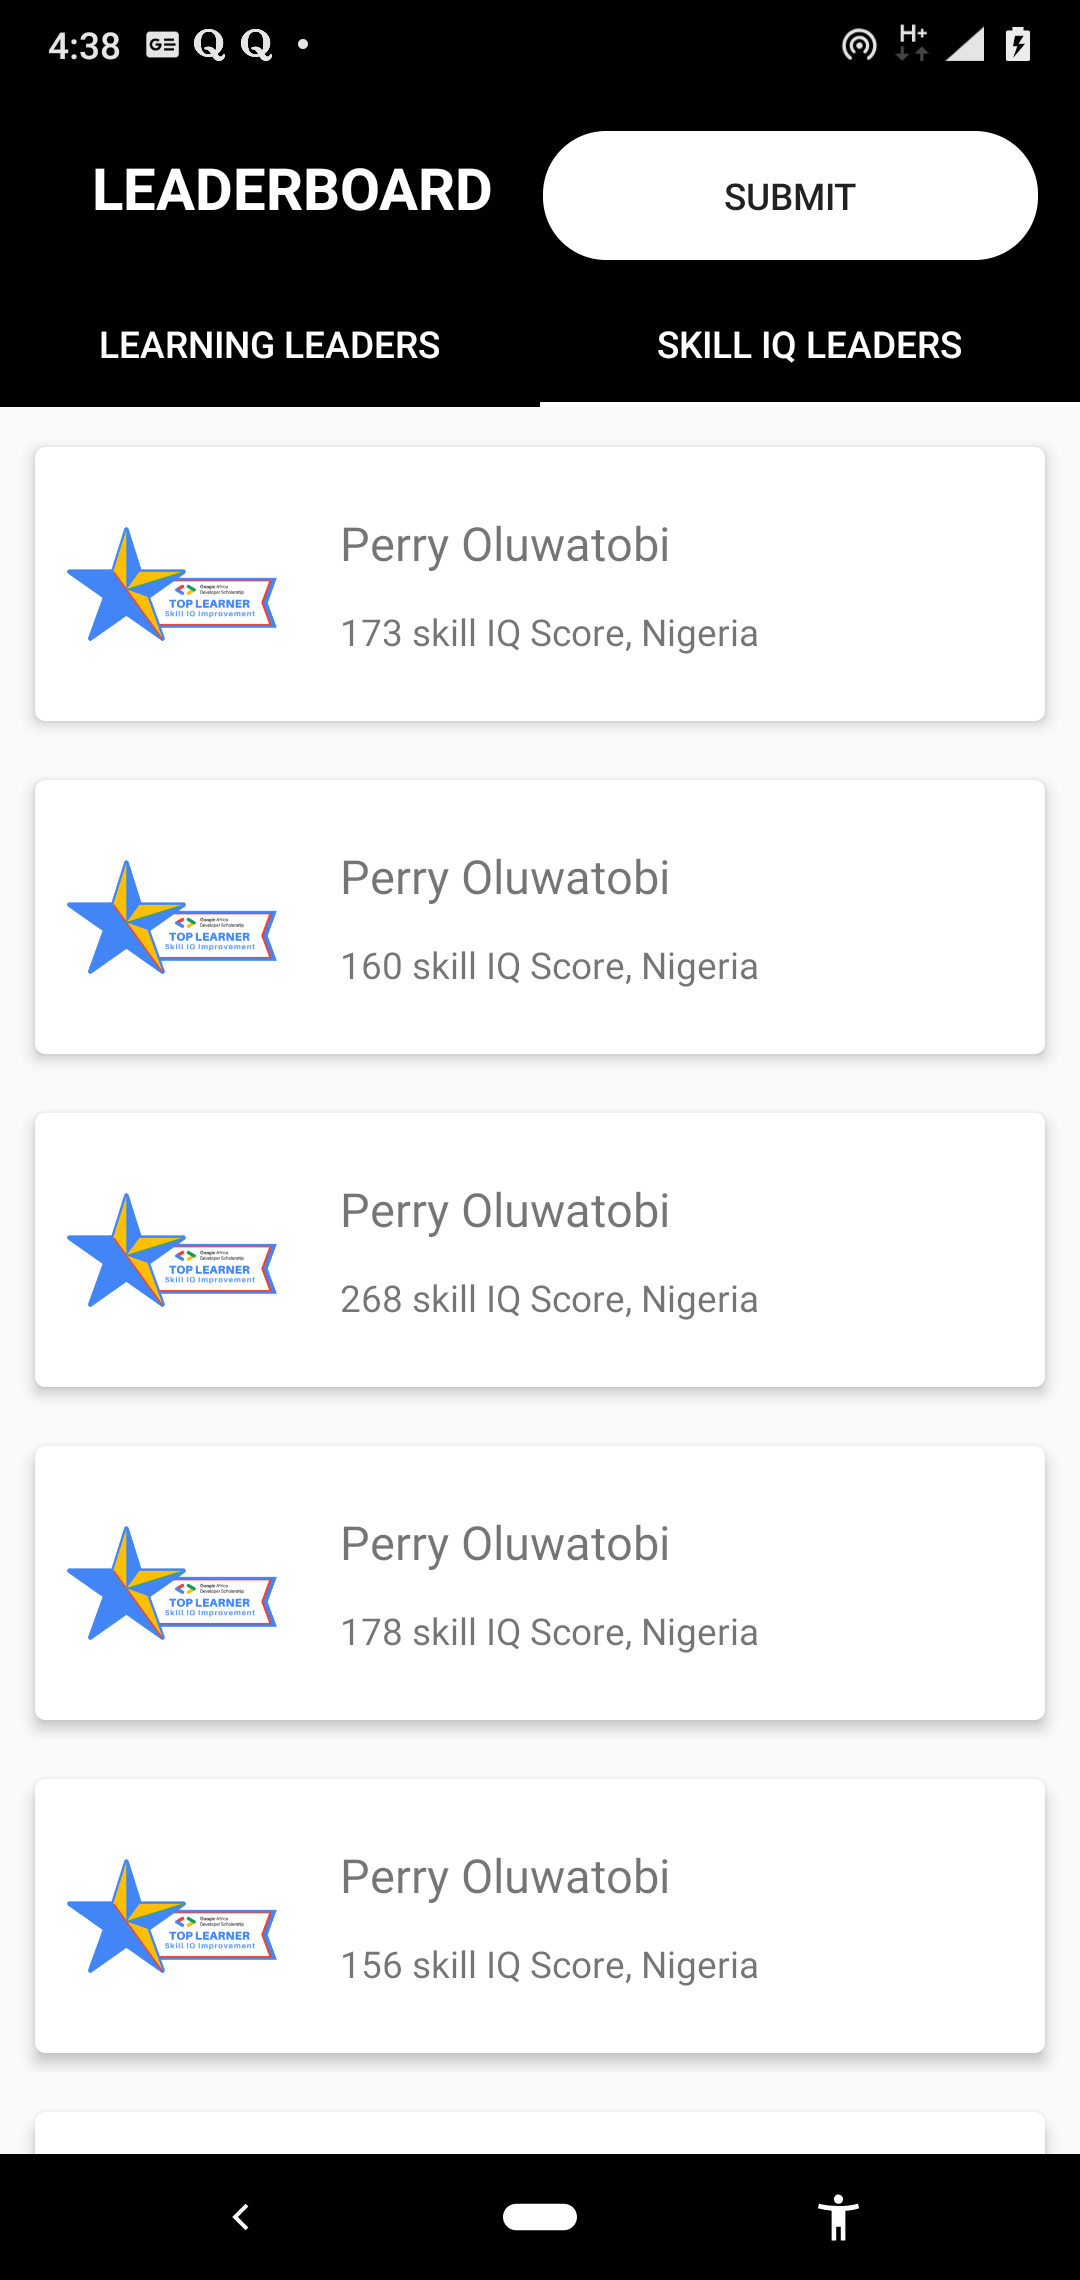 4:38
H+
LEADERBOARD
SUBMIT
LEARNING LEADERS
SKILL IQ LEADERS
Google Africa
Developer Scholarship
TOP LEARNER
Skill IQ Improvement
Perry Oluwatobi
173 skill IQ Score, Nigeria
Google Africa
Developer Scholarship
TOP LEARNER
Skill IQ Improvement
Perry Oluwatobi
160 skill IQ Score, Nigeria
Google Africa
Developer Scholarship
TOP LEARNER
Skill IQ Improvement
Perry Oluwatobi
268 skill IQ Score, Nigeria
Google Africa
Developer Scholarship
TOP LEARNER
Skill IQ Improvement
Perry Oluwatobi
178 skill IQ Score, Nigeria
Google Africa
Developer Scholarship
TOP LEARNER
Skill IQ Improvement
Perry Oluwatobi
156 skill IQ Score, Nigeria